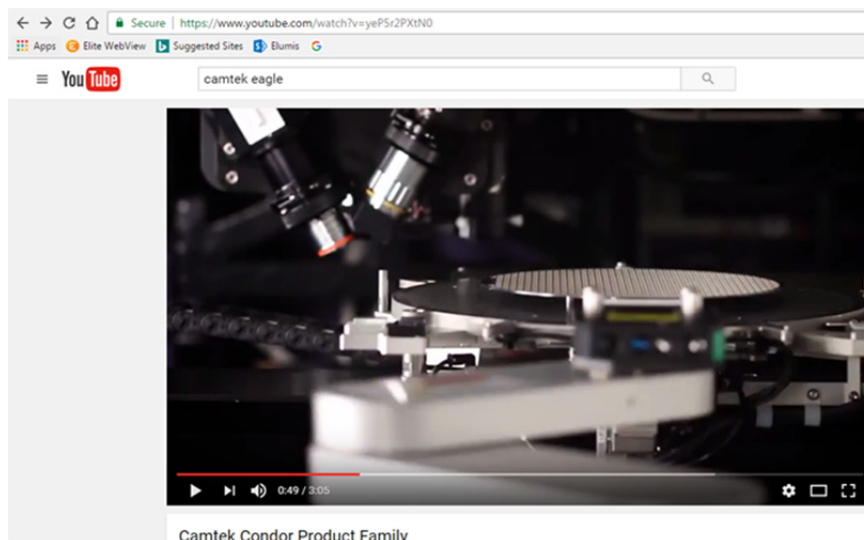 Secure | https://www.youtube.com/watch?v=yeP5r2PXtN0
Apps Elite WebView Suggested Sites Elumis
YouTube camtek eagle
0:49 / 3:05
Camtek Condor Product Family